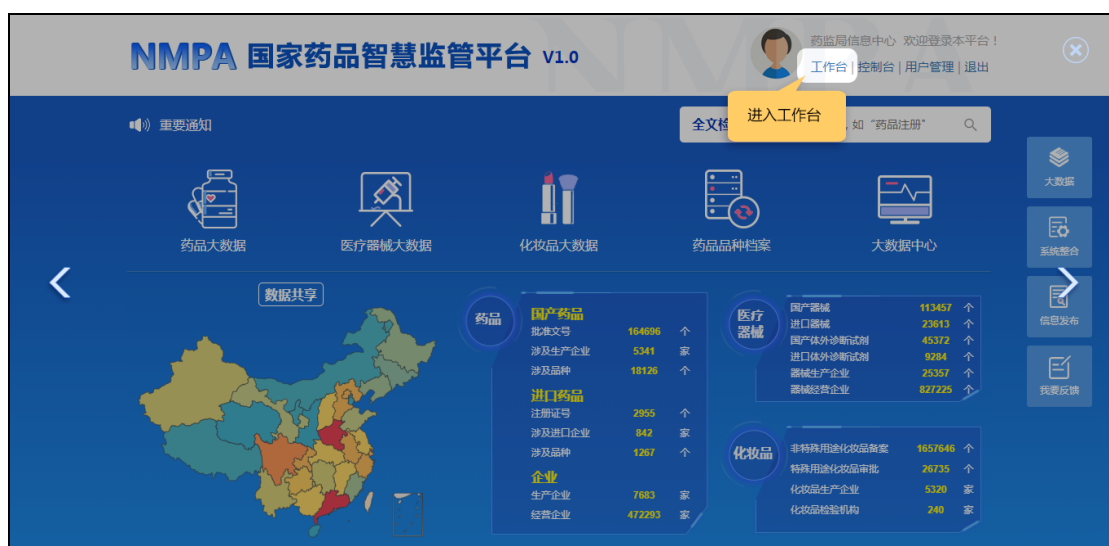 NMPA 国家药品智慧监管平台 V1.0
药监局信息中心 欢迎登录本平台！
工作台 | 控制台 | 用户管理 | 退出
进入工作台
重要通知
全文检
如 "药品注册"
药品大数据
医疗器械大数据
化妆品大数据
药品品种档案
大数据中心
大数据
系统整合
信息发布
我要反馈
数据共享
药品
国产药品
批准文号 164696 个
涉及生产企业 5341 家
涉及品种 18126 个
进口药品
注册证号 2955 个
涉及进口企业 842 家
涉及品种 1267 个
企业
生产企业 7683 家
经营企业 472293 家
医疗
器械
国产器械 113457 个
进口器械 23613 个
国产体外诊断试剂 45372 个
进口体外诊断试剂 9284 个
器械生产企业 25357 个
器械经营企业 827225 个
化妆品
非特殊用途化妆品备案 1657646 个
特殊用途化妆品审批 26735 个
化妆品生产企业 5320 家
化妆品检验机构 240 家